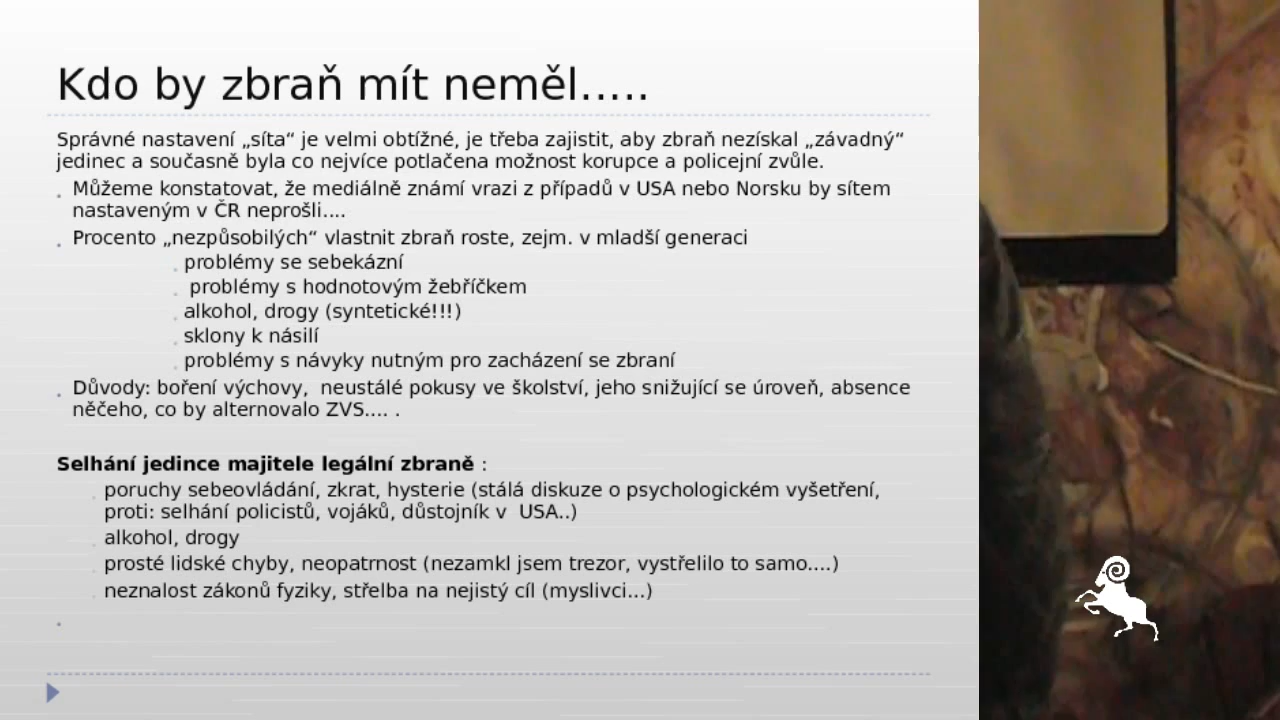 Kdo by zbraň mít neměl.....
Správné nastavení „síta“ je velmi obtížné, je třeba zajistit, aby zbraň nezískal „závadný“
jedinec a současně byla co nejvíce potlačena možnost korupce a policejní zvůle.
Můžeme konstatovat, že mediálně známí vrazi z případů v USA nebo Norsku by sítem
nastaveným v ČR neprošli....
Procento „nezpůsobilých“ vlastnit zbraň roste, zejm. v mladší generaci
problémy se sebekázní
problémy s hodnotovým žebříčkem
alkohol, drogy (syntetické!!!)
sklony k násilí
problémy s návyky nutným pro zacházení se zbraní
Důvody: boření výchovy,  neustálé pokusy ve školství, jeho snižující se úroveň, absence
něčeho, co by alternovalo ZVS.... .
Selhání jedince majitele legální zbraně :
poruchy sebeovládání, zkrat, hysterie (stálá diskuze o psychologickém vyšetření,
proti: selhání policistů, vojáků, důstojník v  USA..)
alkohol, drogy
prosté lidské chyby, neopatrnost (nezamkl jsem trezor, vystřelilo to samo....)
neznalost zákonů fyziky, střelba na nejistý cíl (myslivci...)